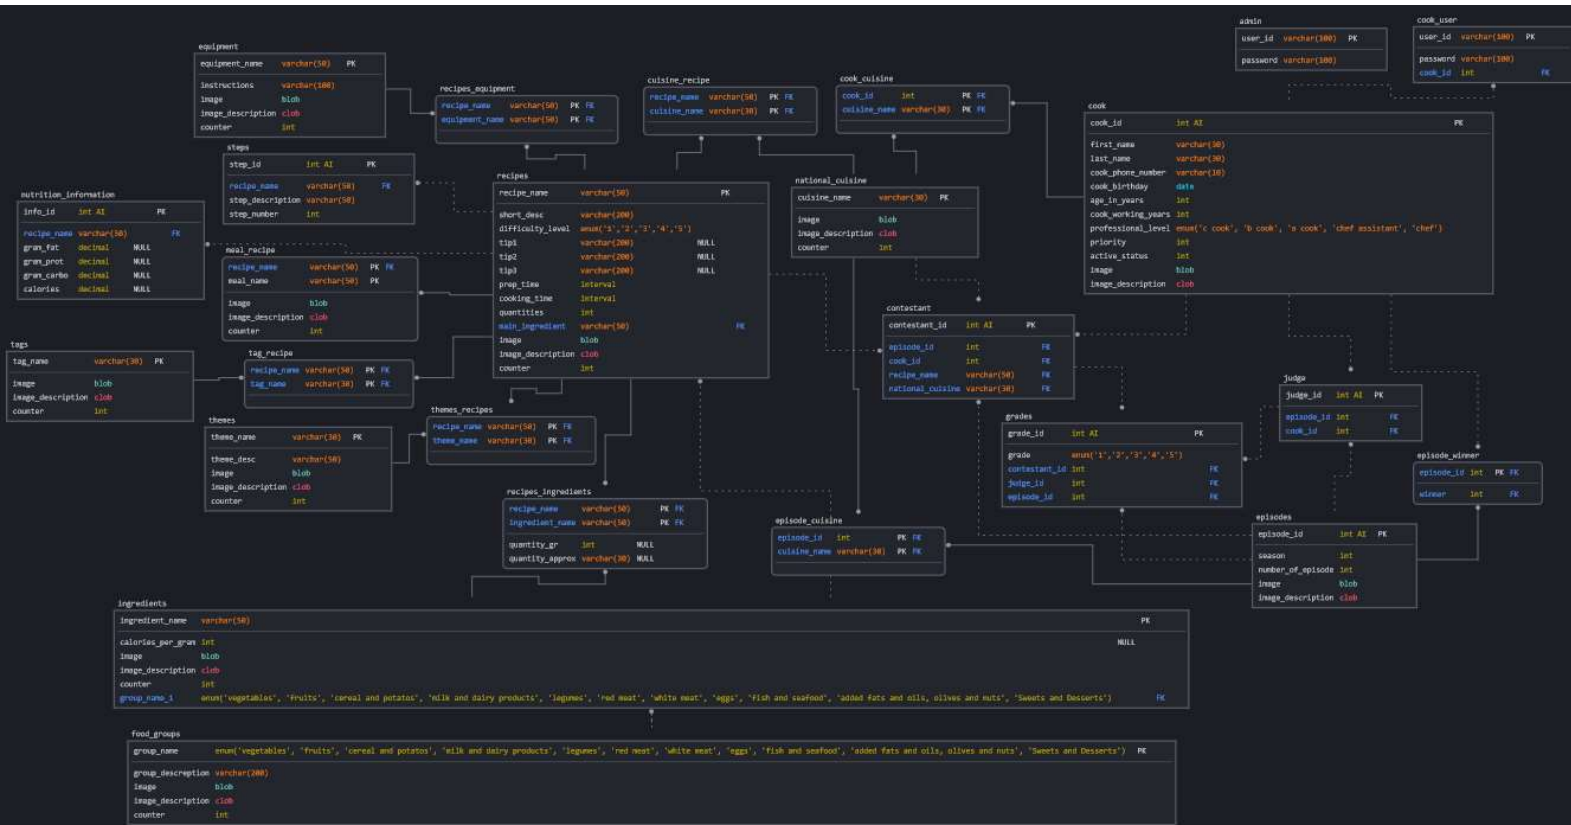 admin
user_id varchar(100) PK
password varchar(100)
cook_user
user_id varchar(100) PK
password varchar(100)
cook_id int FK
equipment
equipment_name varchar(50) PK
instructions varchar(100)
image blob
image_description clob
counter int
recipes_equipment
recipe_name varchar(50) PK FK
equipment_name varchar(50) PK FK
cuisine_recipe
recipe_name varchar(50) PK FK
cuisine_name varchar(30) PK FK
cook_cuisine
cook_id int PK FK
cuisine_name varchar(30) PK FK
cook
cook_id int AI PK
first_name varchar(30)
last_name varchar(30)
cook_phone_number varchar(10)
cook_birthday date
age_in_years int
cook_working_years int
professional_level enum('c cook', 'b cook', 'a cook', 'chef assistant', 'chef')
priority int
active_status int
image blob
image_description clob
steps
step_id int AI PK
recipe_name varchar(50) FK
step_description varchar(50)
step_number int
nutrition_information
info_id int AI PK
recipe_name varchar(50) FK
gram_fat decimal NULL
gram_prot decimal NULL
gram_carbo decimal NULL
calories decimal NULL
recipes
recipe_name varchar(50) PK
short_desc varchar(200)
difficulty_level enum('1','2','3','4','5')
tip1 varchar(200) NULL
tip2 varchar(200) NULL
tip3 varchar(200) NULL
prep_time interval
cooking_time interval
quantities int
main_ingredient varchar(50) FK
image blob
image_description clob
counter int
national_cuisine
cuisine_name varchar(30) PK
image blob
image_description clob
counter int
meal_recipe
recipe_name varchar(50) PK FK
meal_name varchar(50) PK
image blob
image_description clob
counter int
contestant
contestant_id int AI PK
episode_id int FK
cook_id int FK
recipe_name varchar(50) FK
national_cuisine varchar(30) FK
tags
tag_name varchar(30) PK
image blob
image_description clob
counter int
tag_recipe
recipe_name varchar(50) PK FK
tag_name varchar(30) PK FK
judge
judge_id int AI PK
episode_id int FK
cook_id int FK
themes
theme_name varchar(30) PK
theme_desc varchar(50)
image blob
image_description clob
counter int
themes_recipes
recipe_name varchar(50) PK FK
theme_name varchar(30) PK FK
grades
grade_id int AI PK
grade enum('1','2','3','4','5')
contestant_id int FK
judge_id int FK
episode_id int FK
episode_winner
episode_id int PK FK
winner int FK
recipes_ingredients
recipe_name varchar(50) PK FK
ingredient_name varchar(50) PK FK
quantity_gr int NULL
quantity_approx varchar(30) NULL
episode_cuisine
episode_id int PK FK
cuisine_name varchar(30) PK FK
episodes
episode_id int AI PK
season int
number_of_episode int
image blob
image_description clob
ingredients
ingredient_name varchar(50) PK
calories_per_gram int NULL
image blob
image_description clob
counter int
group_name_1 enum('vegetables', 'fruits', 'cereal and potatos', 'milk and dairy products', 'legumes', 'red meat', 'white meat', 'eggs', 'fish and seafood', 'added fats and oils, olives and nuts', 'Sweets and Desserts') FK
food_groups
group_name enum('vegetables', 'fruits', 'cereal and potatos', 'milk and dairy products', 'legumes', 'red meat', 'white meat', 'eggs', 'fish and seafood', 'added fats and oils, olives and nuts', 'Sweets and Desserts') PK
group_descreption varchar(200)
image blob
image_description clob
counter int